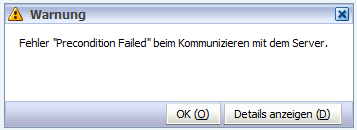 Warnung
Fehler "Precondition Failed" beim Kommunizieren mit dem Server.
OK (O) Details anzeigen (D)